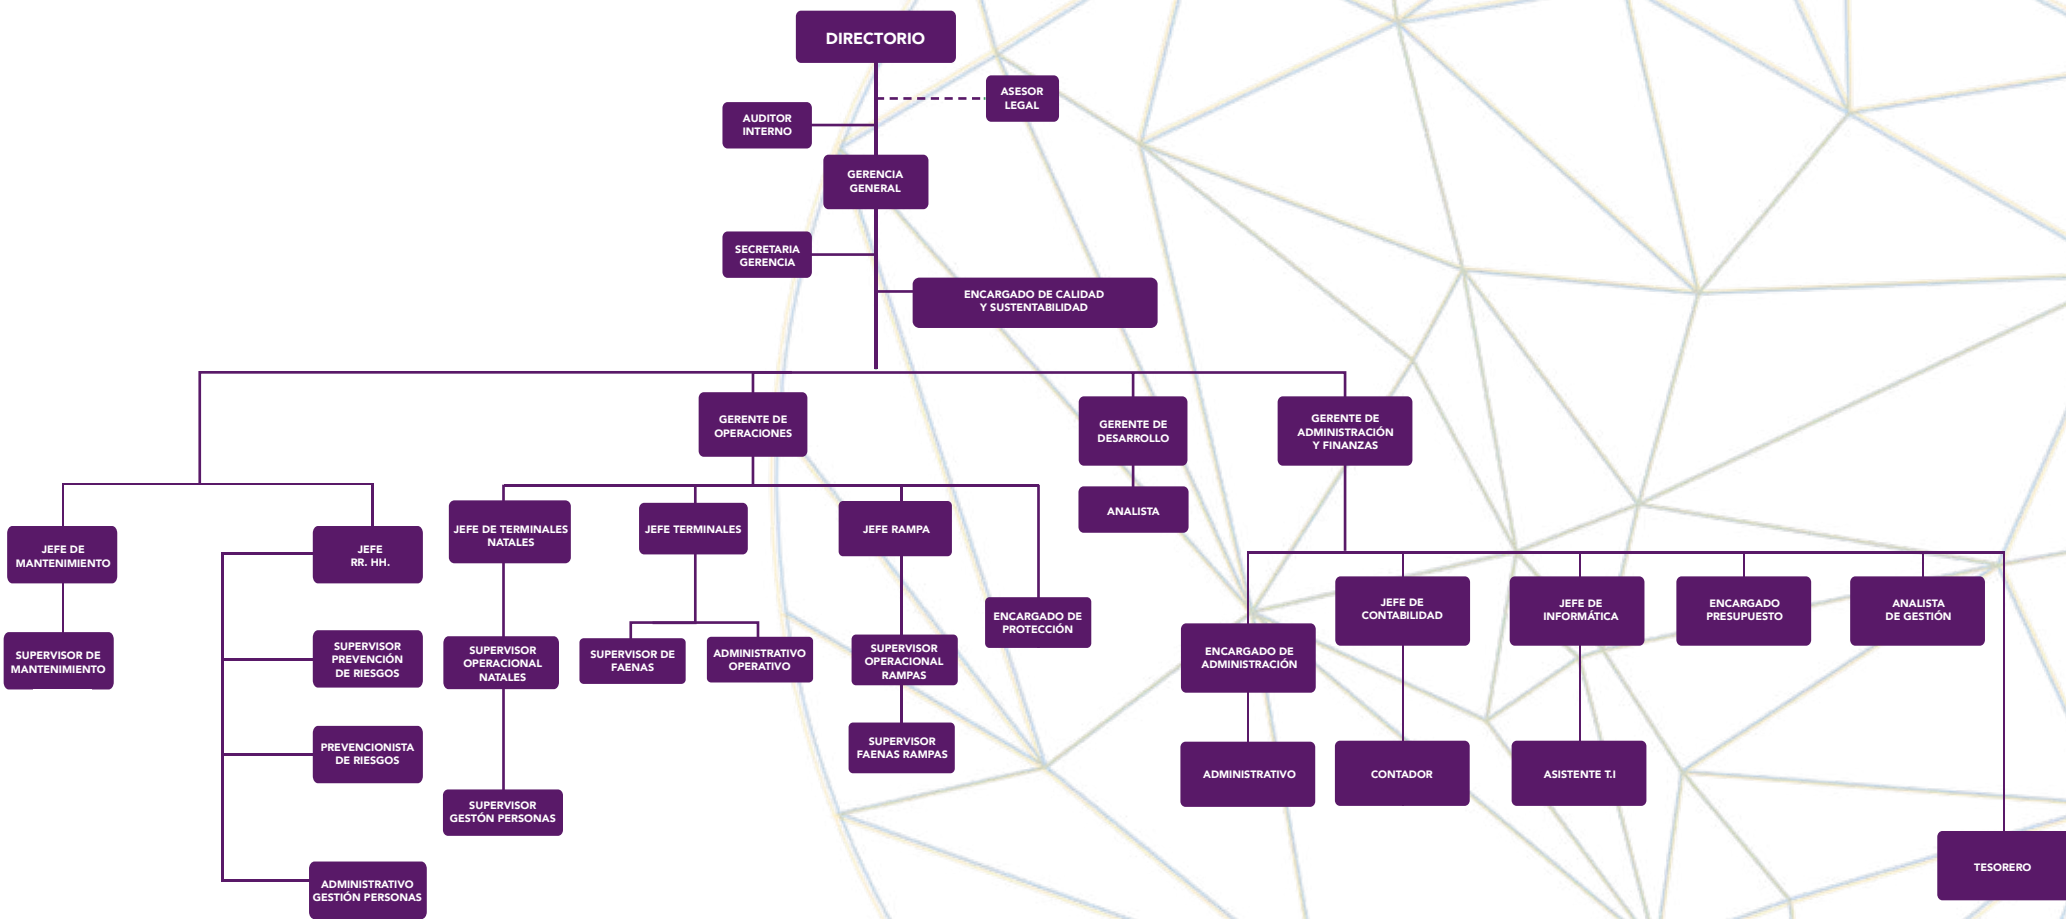 DIRECTORIO
ASESOR
LEGAL
AUDITOR
INTERNO
GERENCIA
GENERAL
SECRETARIA
GERENCIA
ENCARGADO DE CALIDAD
Y SUSTENTABILIDAD
GERENTE DE
OPERACIONES
GERENTE DE
DESARROLLO
GERENTE DE
ADMINISTRACIÓN
Y FINANZAS
ANALISTA
JEFE DE
MANTENIMIENTO
JEFE
RR. HH.
JEFE DE TERMINALES
NATALES
JEFE TERMINALES
JEFE RAMPA
ENCARGADO DE
PROTECCIÓN
JEFE DE
CONTABILIDAD
JEFE DE
INFORMÁTICA
ENCARGADO
PRESUPUESTO
ANALISTA
DE GESTIÓN
ENCARGADO DE
ADMINISTRACIÓN
SUPERVISOR DE
MANTENIMIENTO
SUPERVISOR
PREVENCIÓN
DE RIESGOS
SUPERVISOR
OPERACIONAL
NATALES
SUPERVISOR DE
FAENAS
ADMINISTRATIVO
OPERATIVO
SUPERVISOR
OPERACIONAL
RAMPAS
PREVENCIONISTA
DE RIESGOS
SUPERVISOR
FAENAS RAMPAS
ADMINISTRATIVO
CONTADOR
ASISTENTE T.I
SUPERVISOR
GESTÓN PERSONAS
ADMINISTRATIVO
GESTIÓN PERSONAS
TESORERO